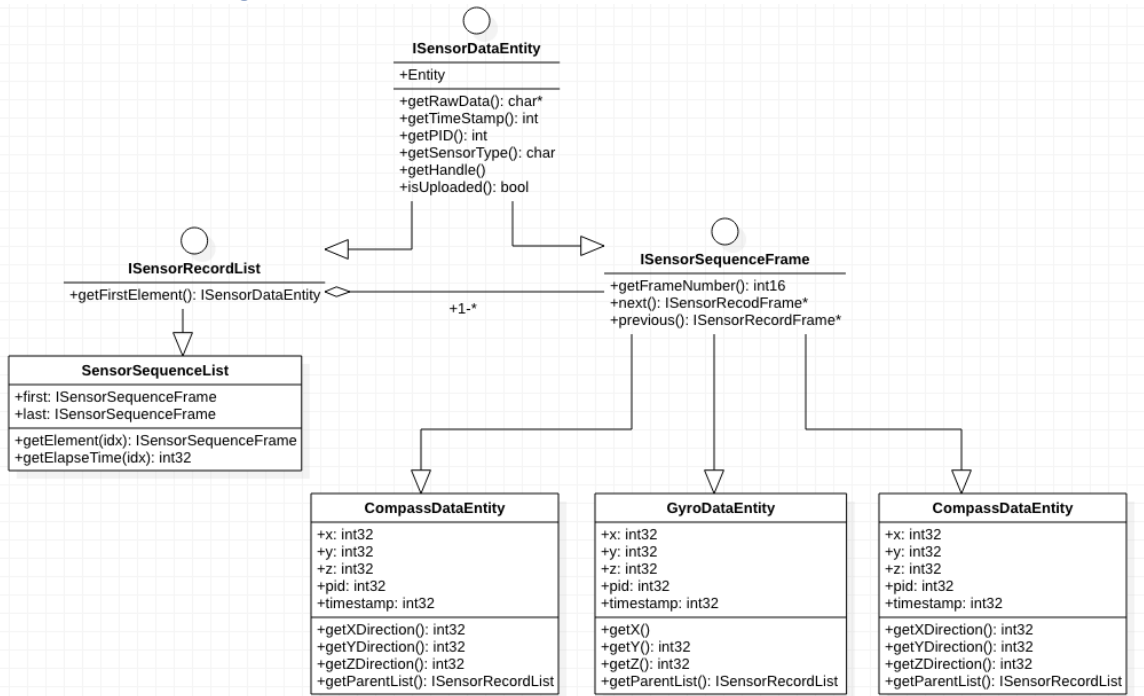 ISensorDataEntity
+Entity
+getRawData(): char*
+getTimeStamp(): int
+getPID(): int
+getSensorType(): char
+getHandle()
+isUploaded(): bool
ISensorRecordList
+getFirstElement(): ISensorDataEntity
+1-*
ISensorSequenceFrame
+getFrameNumber(): int16
+next(): ISensorRecodFrame*
+previous(): ISensorRecordFrame*
SensorSequenceList
+first: ISensorSequenceFrame
+last: ISensorSequenceFrame
+getElement(idx): ISensorSequenceFrame
+getElapseTime(idx): int32
CompassDataEntity
+x: int32
+y: int32
+z: int32
+pid: int32
+timestamp: int32
+getXDirection(): int32
+getYDirection(): int32
+getZDirection(): int32
+getParentList(): ISensorRecordList
GyroDataEntity
+x: int32
+y: int32
+z: int32
+pid: int32
+timestamp: int32
+getX()
+getY(): int32
+getZ(): int32
+getParentList(): ISensorRecordList
CompassDataEntity
+x: int32
+y: int32
+z: int32
+pid: int32
+timestamp: int32
+getXDirection(): int32
+getYDirection(): int32
+getZDirection(): int32
+getParentList(): ISensorRecordList